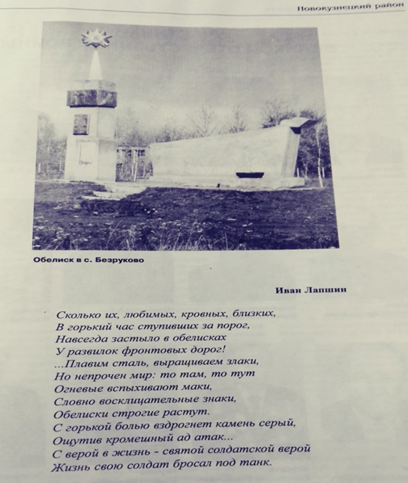 Новокузнецкий район
Обелиск в с. Безруково
Иван Лапшин
Сколько их, любимых, кровных, близких,
В горький час ступивших за порог,
Навсегда застыло в обелисках
У развилок фронтовых дорог!
...Плавим сталь, выращиваем злаки,
Но непрочен мир: то там, то тут
Огневые вспыхивают маки,
Словно восклицательные знаки,
Обелиски строгие растут.
С горькой болью вздрогнет камень серый,
Ощутив кромешный ад атак...
С верой в жизнь - святой солдатской верой
Жизнь свою солдат бросал под танк.